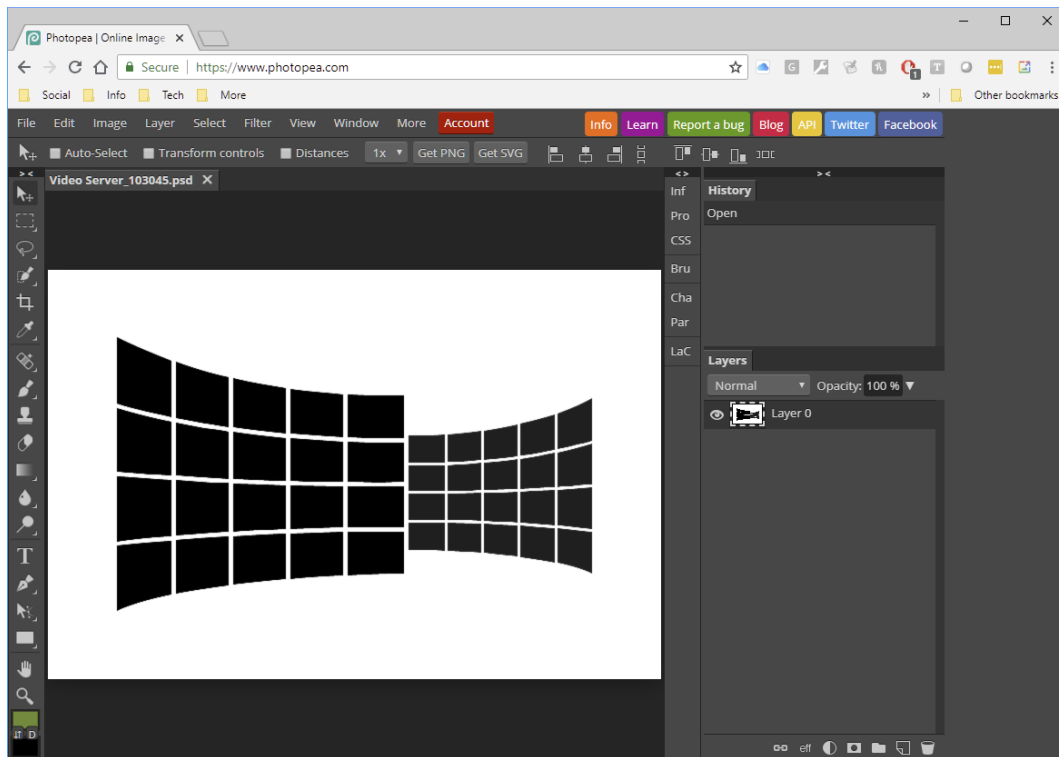 Photopea | Online Image
Secure | https://www.photopea.com
Social Info Tech More » Other bookmarks
File Edit Image Layer Select Filter View Window More Account Info Learn Report a bug Blog API Twitter Facebook
Auto-Select Transform controls Distances 1x Get PNG Get SVG
Video Server_103045.psd
Inf
Pro
CSS
Bru
Cha
Par
LaC
History
Open
Layers
Normal Opacity: 100 %
Layer 0
T
D
eff